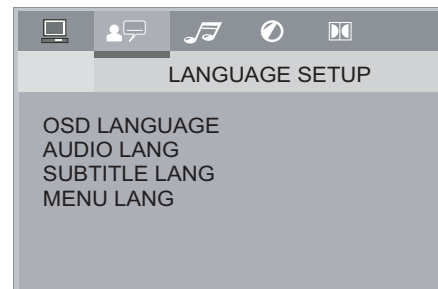 LANGUAGE SETUP
OSD LANGUAGE
AUDIO LANG
SUBTITLE LANG
MENU LANG